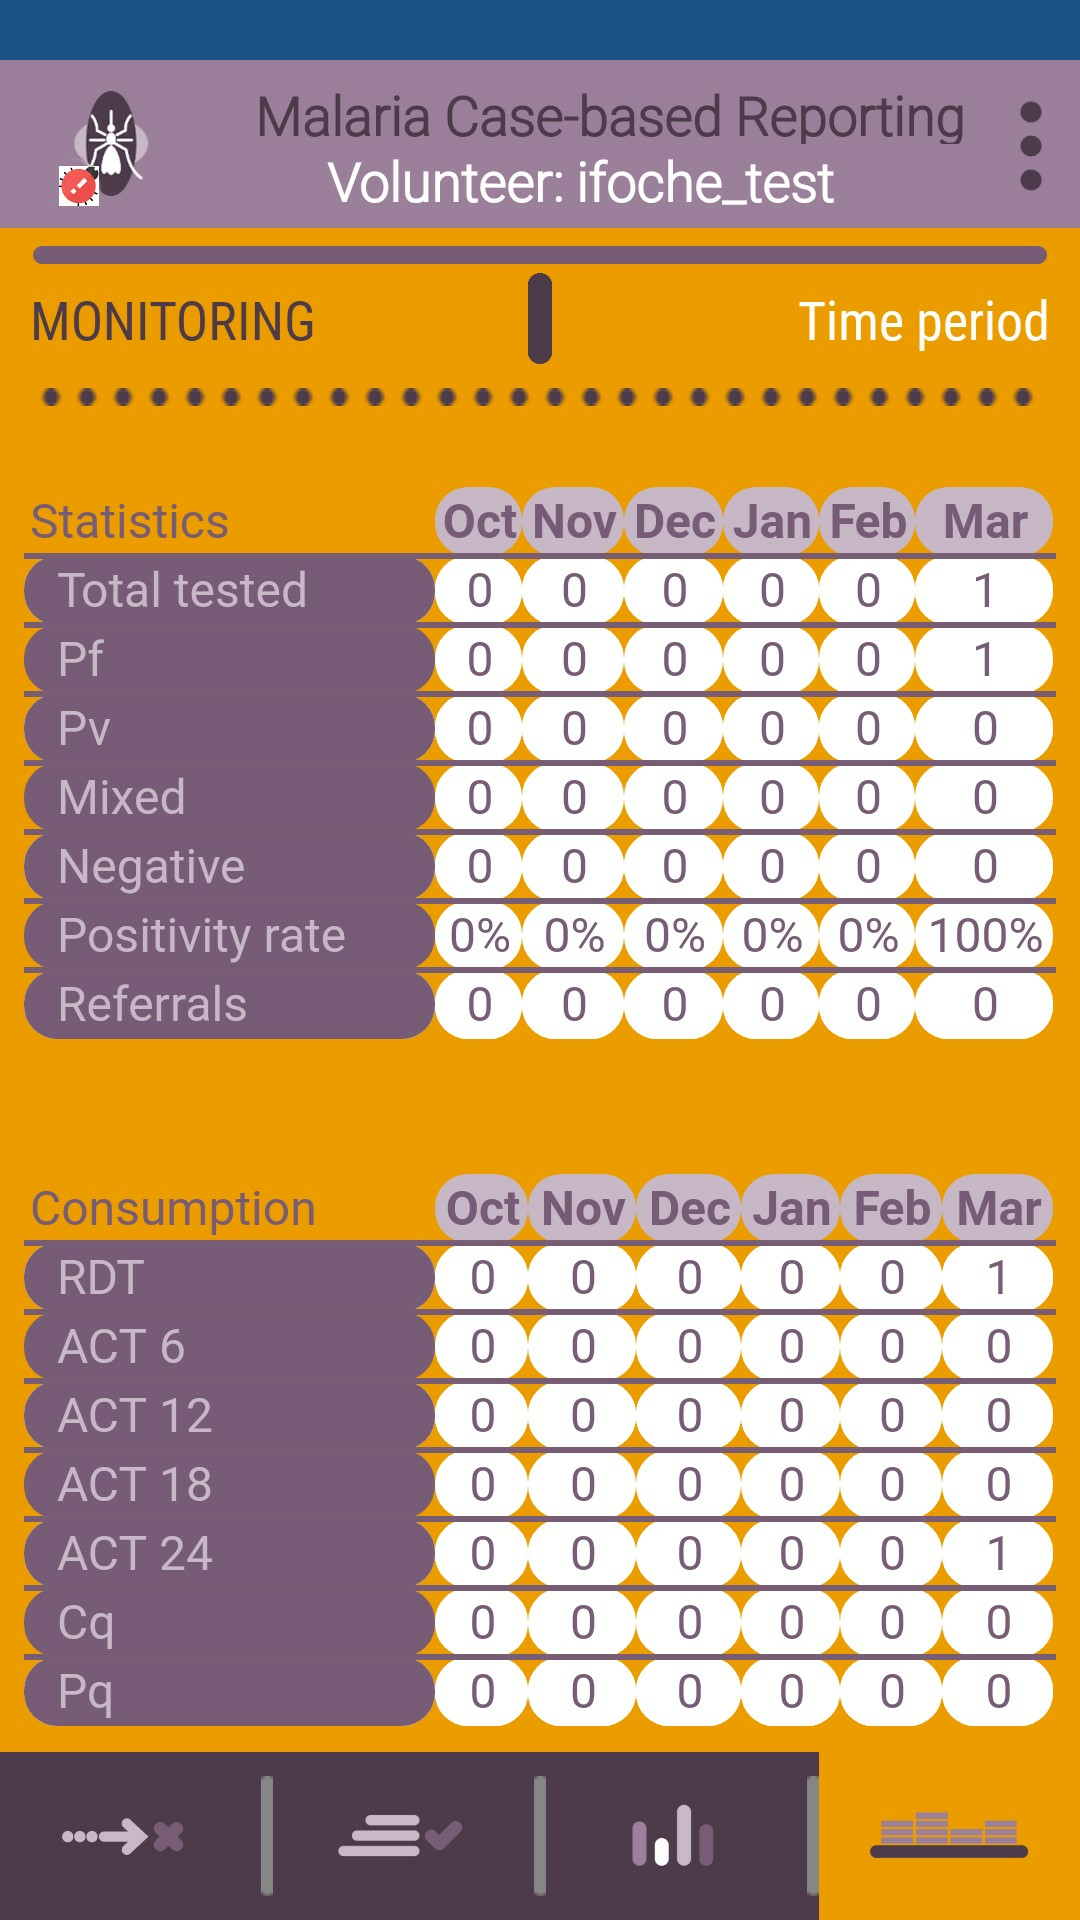 Malaria Case-based Reporting
Volunteer: ifoche_test
MONITORING Time period
Statistics Oct Nov Dec Jan Feb Mar
Total tested 0 0 0 0 0 1
Pf 0 0 0 0 0 1
Pv 0 0 0 0 0 0
Mixed 0 0 0 0 0 0
Negative 0 0 0 0 0 0
Positivity rate 0% 0% 0% 0% 0% 100%
Referrals 0 0 0 0 0 0
Consumption Oct Nov Dec Jan Feb Mar
RDT 0 0 0 0 0 1
ACT 6 0 0 0 0 0 0
ACT 12 0 0 0 0 0 0
ACT 18 0 0 0 0 0 0
ACT 24 0 0 0 0 0 1
Cq 0 0 0 0 0 0
Pq 0 0 0 0 0 0